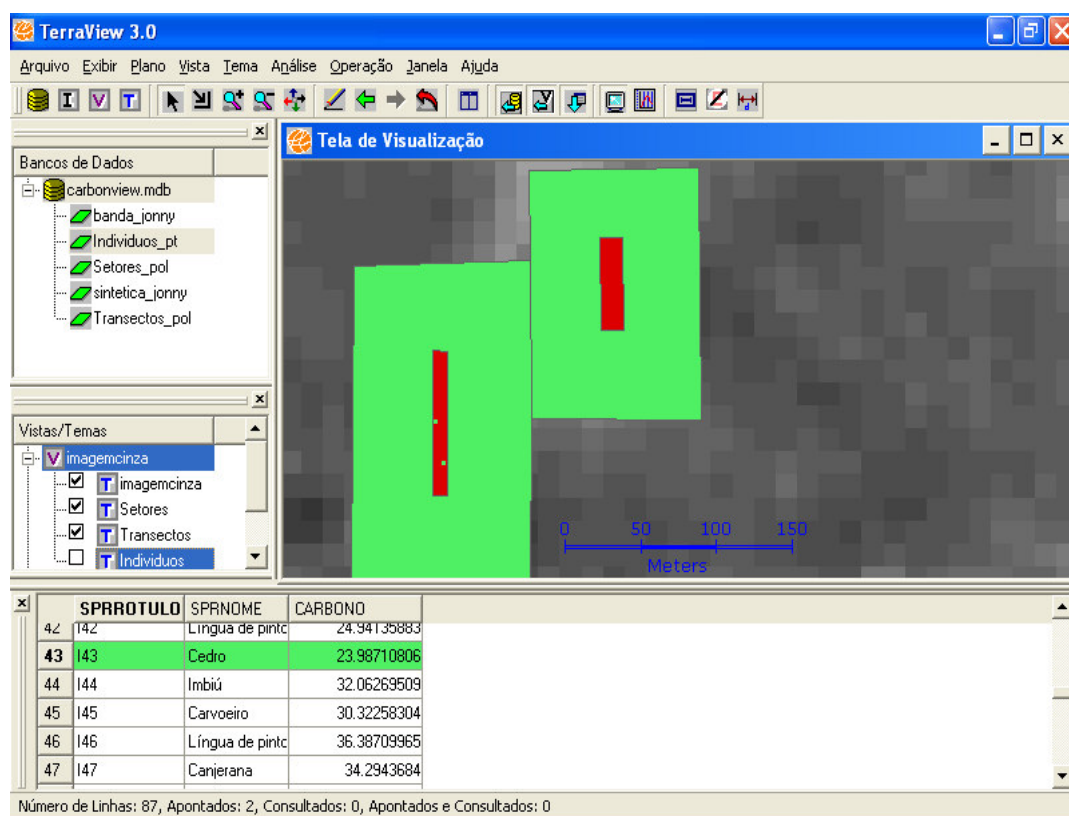 TerraView 3.0
Arquivo Exibir Plano Vista Tema Análise Operação Janela Ajuda
Bancos de Dados
carbonview.mdb
banda_jonny
Individuos_pt
Setores_pol
sintetica_jonny
Transectos_pol
Vistas/Temas
imagemcinza
imagemcinza
Setores
Transectos
Individuos
Tela de Visualização
0 50 100 150
Meters
SPRROTULO SPRNOME CARBONO
42 I42 Língua de pintc 24.94135883
43 I43 Cedro 23.98710806
44 I44 Imbiú 32.06269509
45 I45 Carvoeiro 30.32258304
46 I46 Língua de pintc 36.38709965
47 I47 Canjerana 34.2943684
Número de Linhas: 87, Apontados: 2, Consultados: 0, Apontados e Consultados: 0